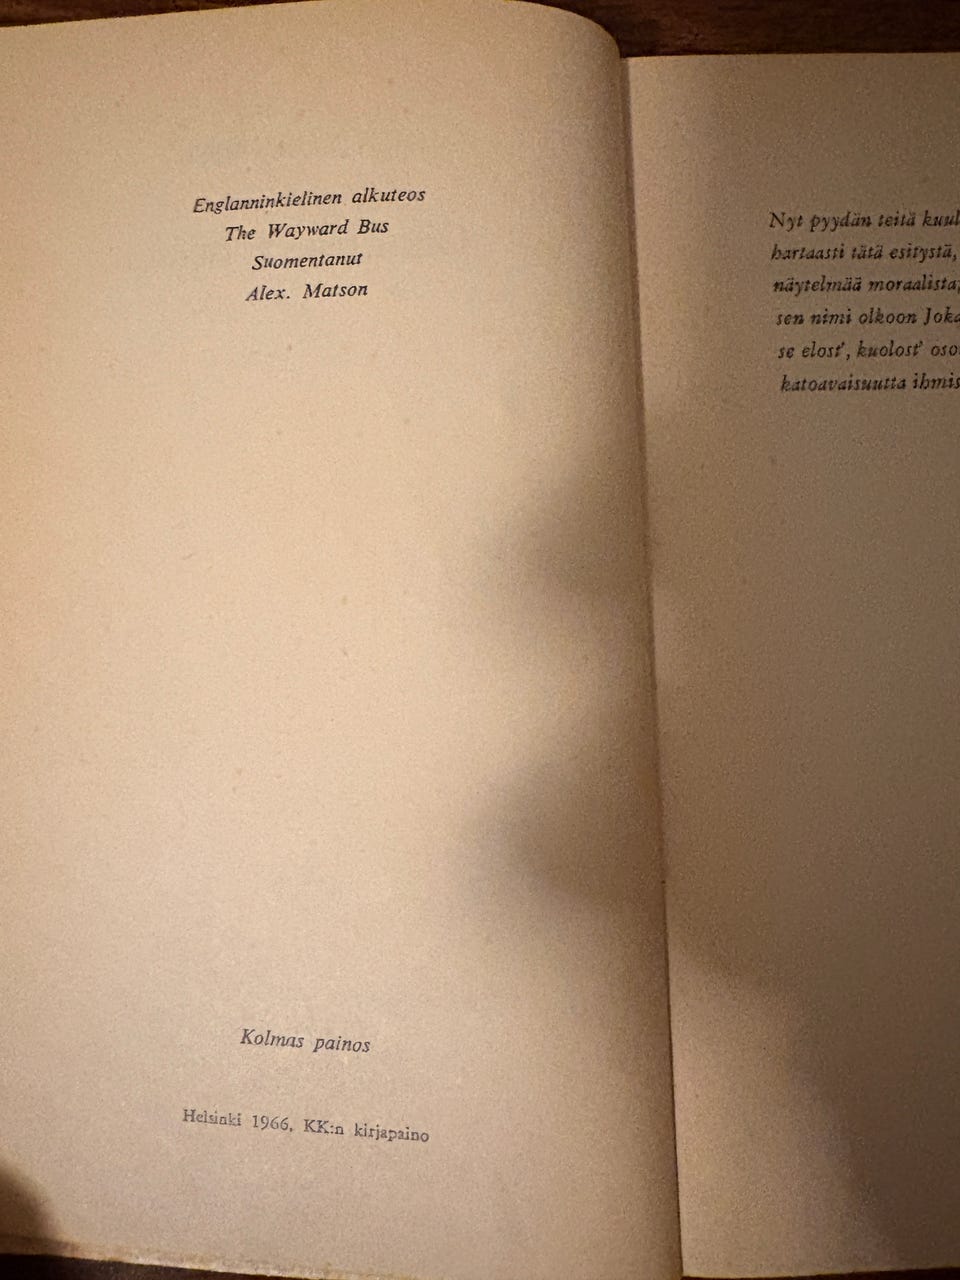 Englanninkielinen alkuteos
The Wayward Bus
Suomentanut
Alex. Matson
Kolmas painos
Helsinki 1966, KK:n kirjapaino
Nyt pyydän teitä
hartaasti tätä esitystä,
näytelmää moraalista,
sen nimi olkoon
se elost', kuolost'
katoavaisuutta